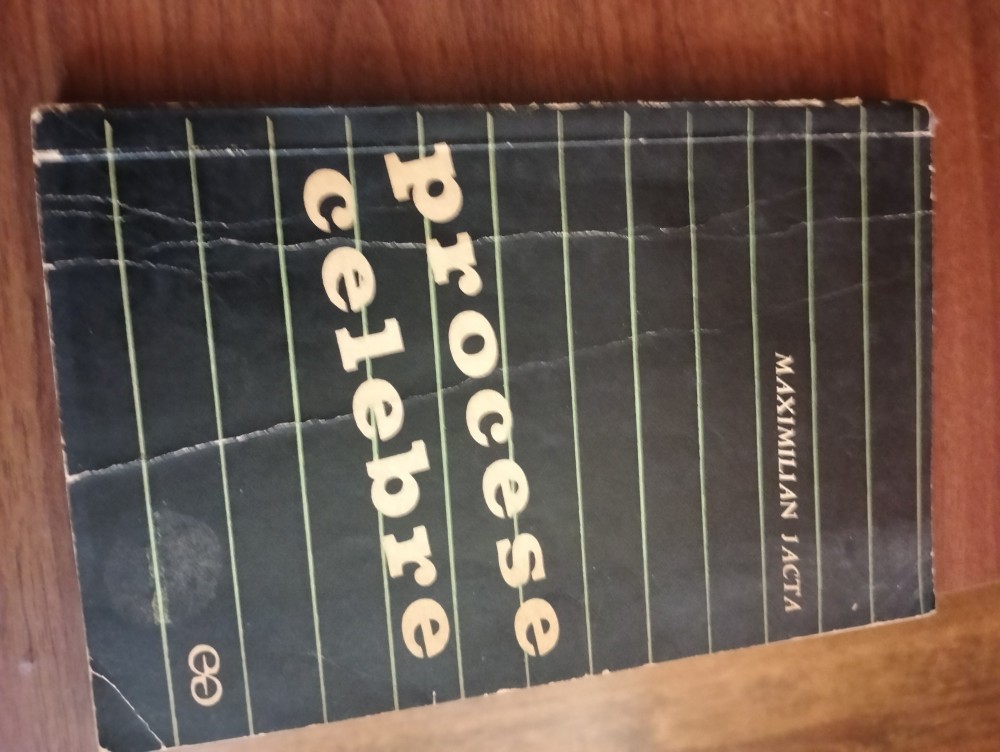 MAXIMILIAN JACTA
procese
celebre